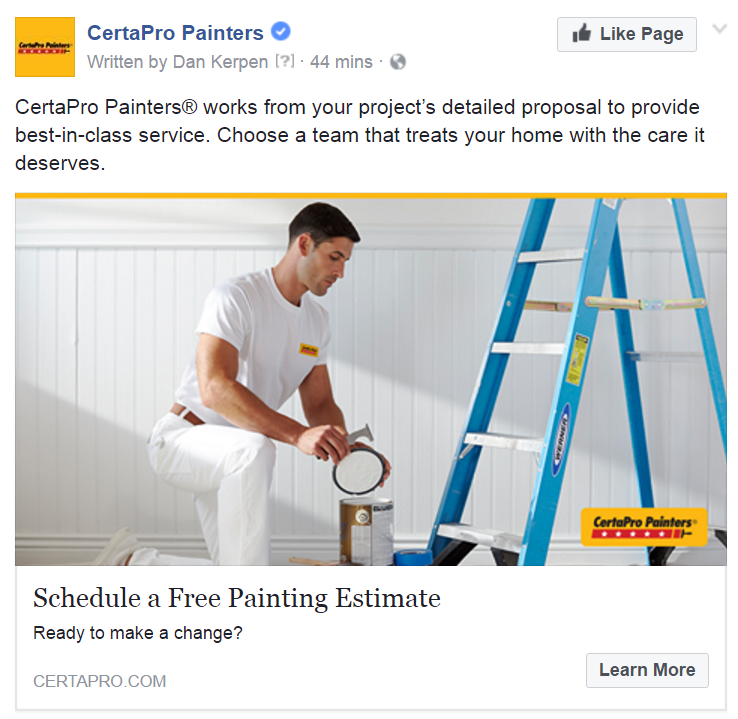 CertaPro Painters
CertaPro Painters
Like Page
Written by Dan Kerpen [?] · 44 mins ·
CertaPro Painters® works from your project's detailed proposal to provide
best-in-class service. Choose a team that treats your home with the care it
deserves.
WERNER
CertaPro Painters®
Schedule a Free Painting Estimate
Ready to make a change?
CERTAPRO.COM
Learn More